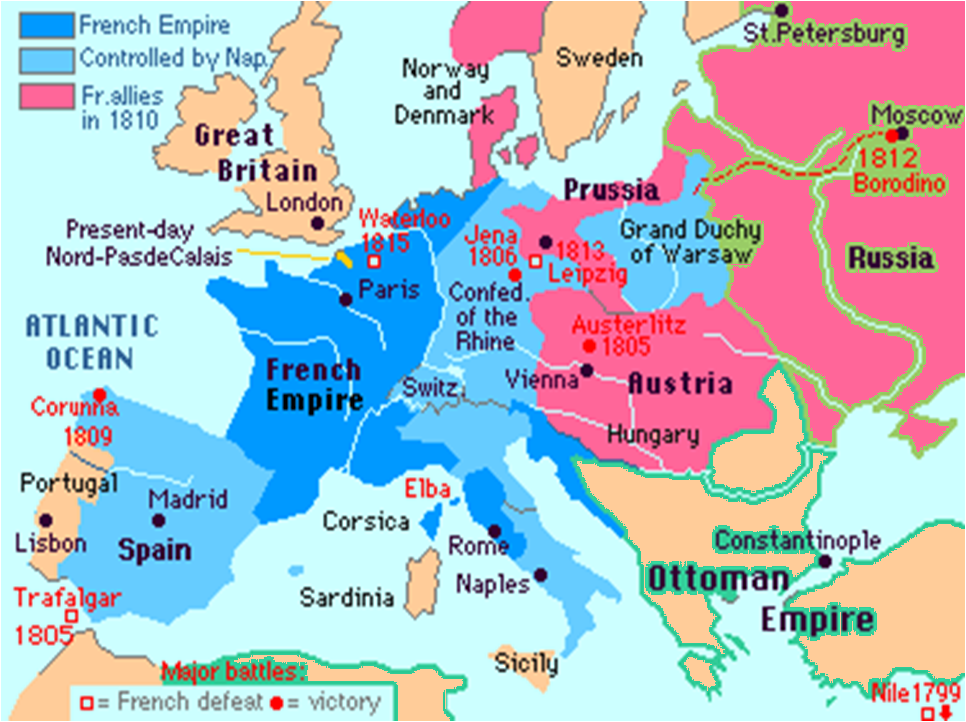 French Empire
Controlled by Nap.
Fr.allies
in 1810
St.Petersburg
Sweden
Norway
and
Denmark
Moscow
1812
Borodino
Great
Britain
London
Prussia
Present-day
Nord-PasdeCalais
Waterloo
1815
Jena
1806
1813
Leipzig
Grand Duchy
of Warsaw
Russia
Paris
Confed.
of the
Rhine
ATLANTIC
OCEAN
Austerlitz
1805
French
Empire
Switz.
Vienna
Austria
Corunna
1809
Hungary
Portugal
Madrid
Elba
Corsica
Lisbon
Spain
Rome
Constantinople
Naples
Ottoman
Empire
Sardinia
Trafalgar
1805
Sicily
Major battles:
= French defeat = victory
Nile1799